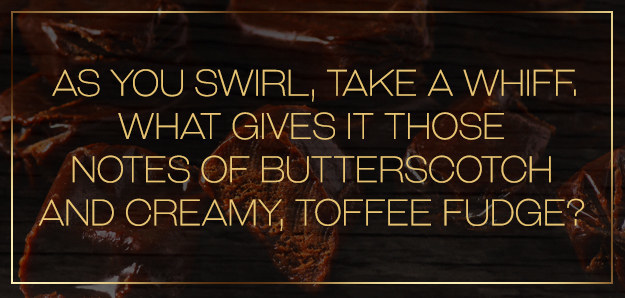 AS YOU SWIRL, TAKE A WHIFF.
WHAT GIVES IT THOSE
NOTES OF BUTTERSCOTCH
AND CREAMY, TOFFEE FUDGE?